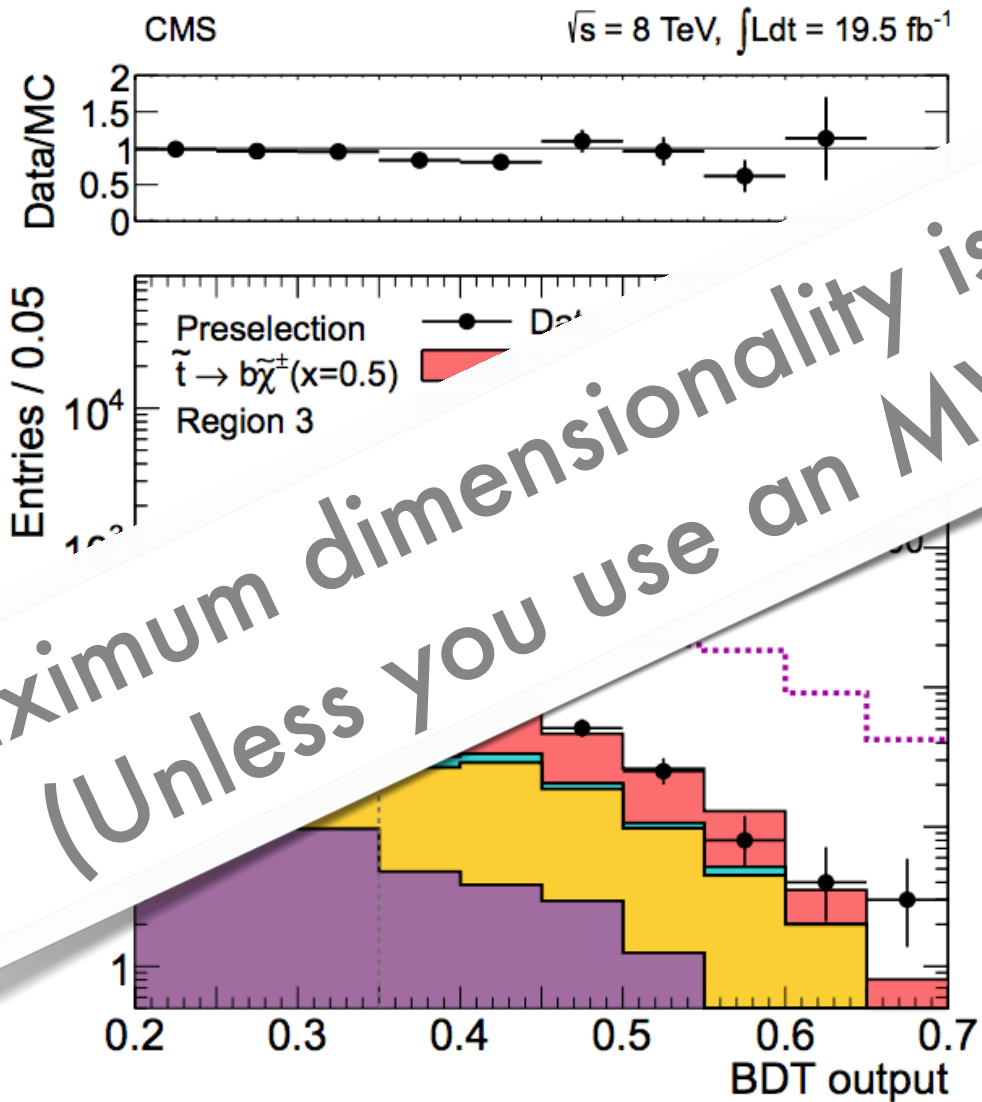 CMS
√s = 8 TeV, ∫Ldt = 19.5 fb⁻¹
Data/MC
2
1.5
1
0.5
0
Entries / 0.05
Preselection
t̃ → bχ̃±(x=0.5)
Region 3
10⁴
dimensionality is
(Unless you use an
1
0.2 0.3 0.4 0.5 0.6 0.7
BDT output